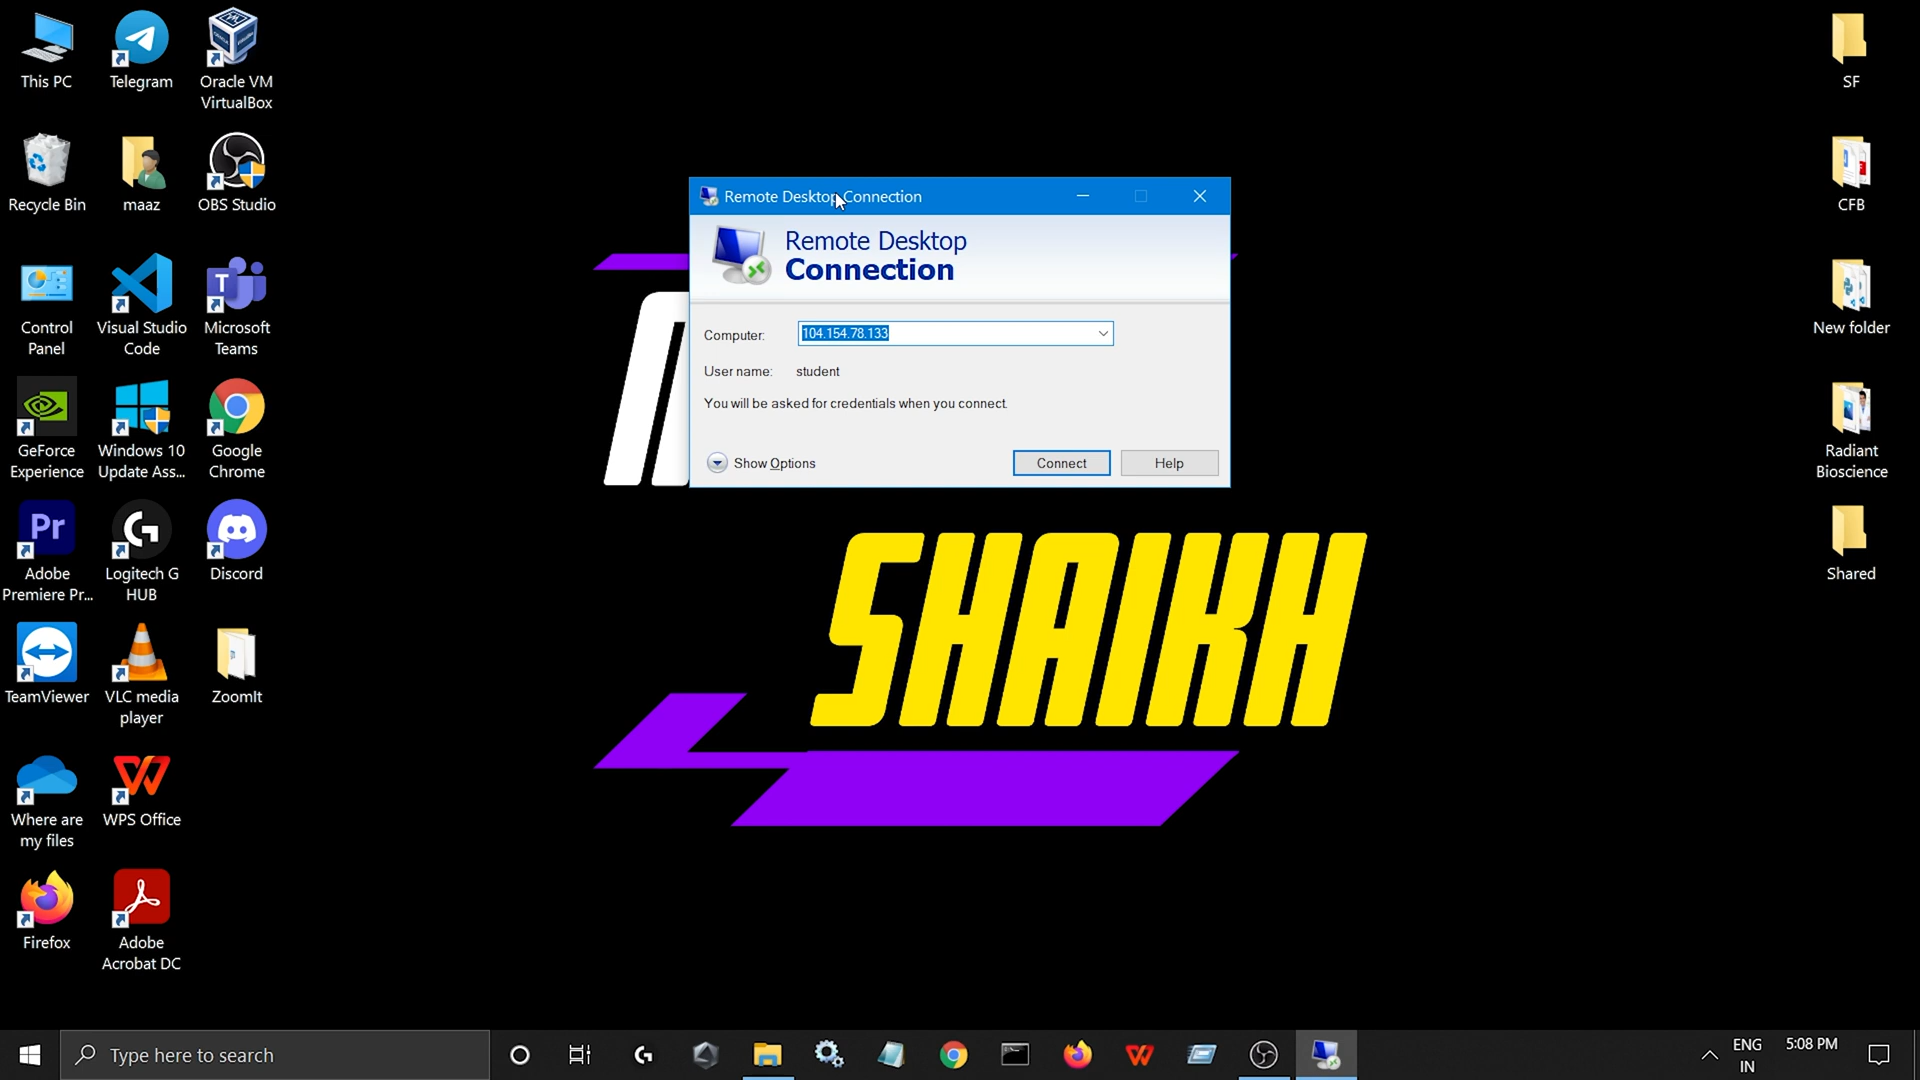 This PC
Telegram
Oracle VM
VirtualBox
Recycle Bin
maaz
OBS Studio
Control
Panel
Visual Studio
Code
Microsoft
Teams
GeForce
Experience
Windows 10
Update Ass...
Google
Chrome
Pr
Adobe
Premiere Pr...
Logitech G
HUB
Discord
TeamViewer
VLC media
player
ZoomIt
Where are
my files
WPS Office
Firefox
Adobe
Acrobat DC
Remote Desktop Connection
Remote Desktop
Connection
Computer:
104.154.78.133
User name:
student
You will be asked for credentials when you connect.
Show Options
Connect
Help
SHAIKH
SF
CFB
New folder
Radiant
Bioscience
Shared
Type here to search
ENG
IN
5:08 PM